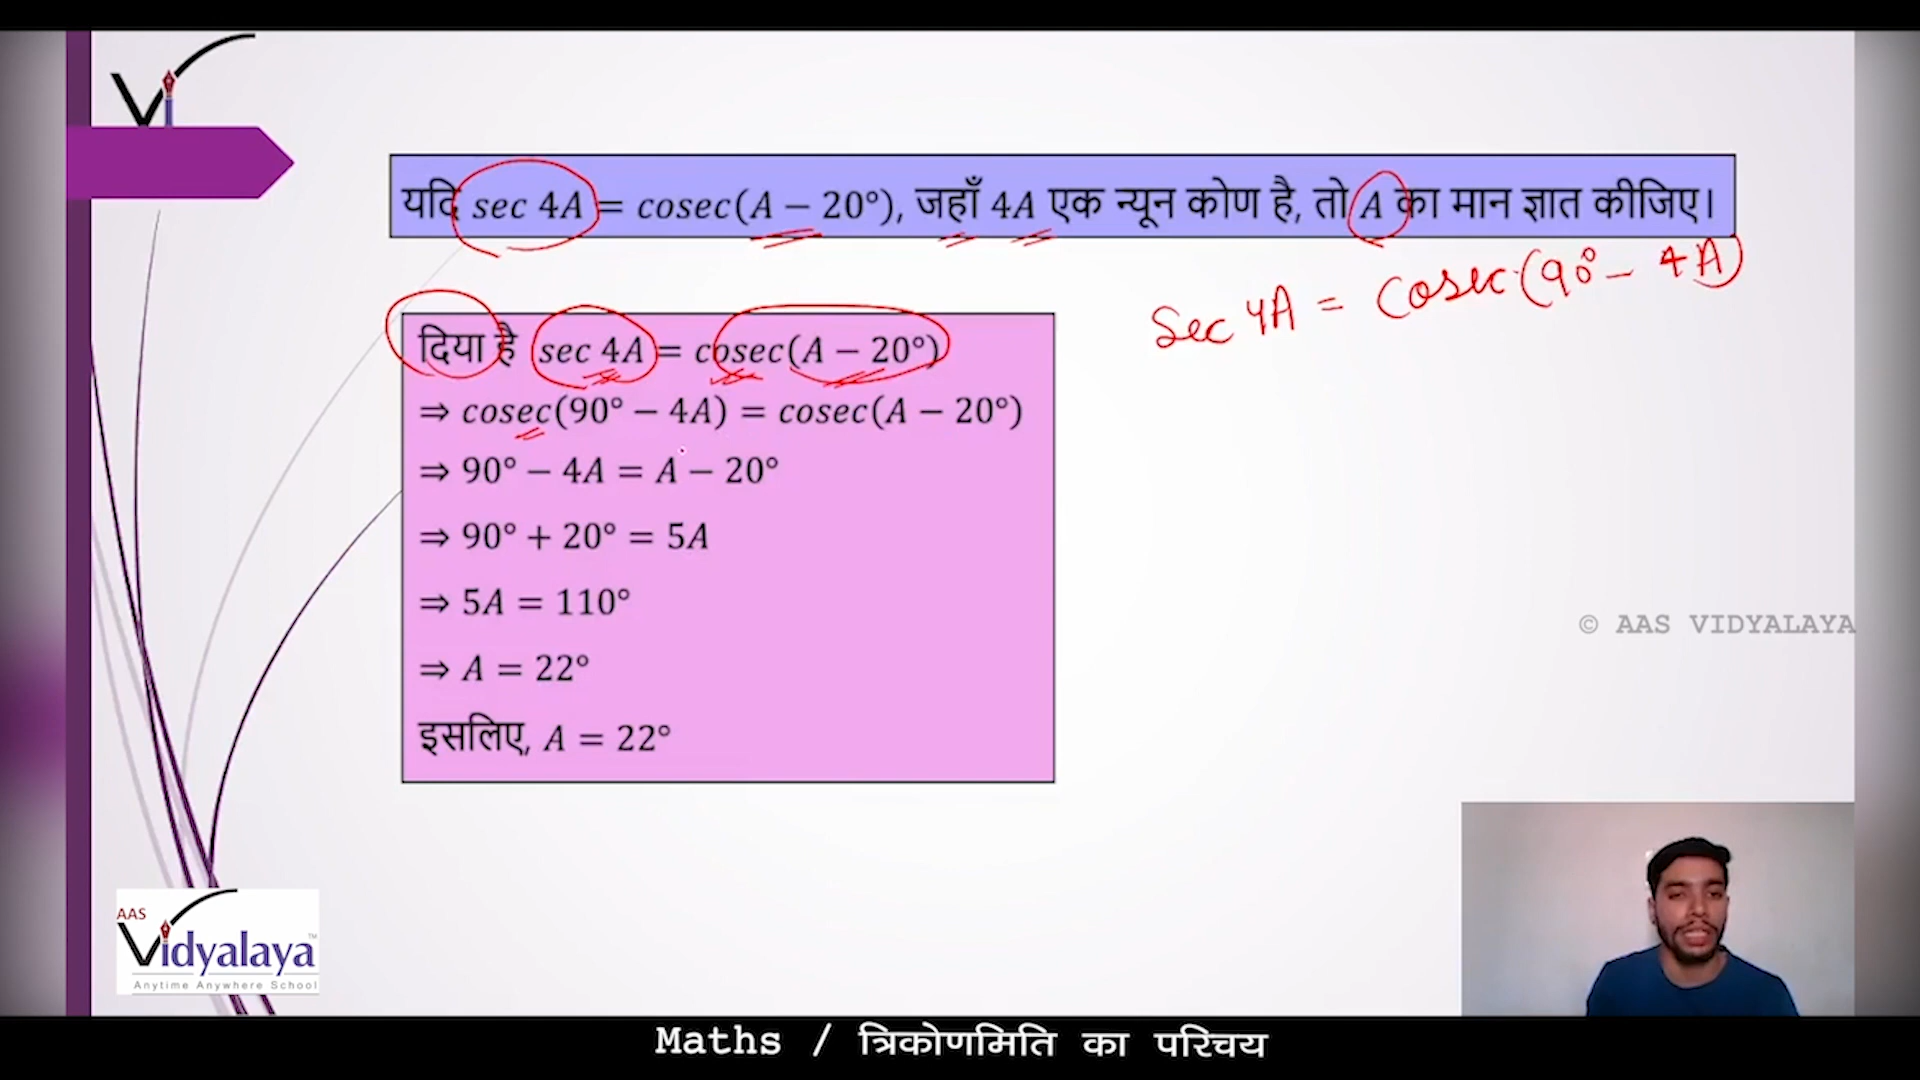 Vi
यदि sec 4A = cosec(A − 20°), जहाँ 4A एक न्यून कोण है, तो A का मान ज्ञात कीजिए।
Sec 4A = Cosec (90° − 4A)
दिया है sec 4A = cosec(A − 20°)
⇒ cosec(90° − 4A) = cosec(A − 20°)
⇒ 90° − 4A = A − 20°
⇒ 90° + 20° = 5A
⇒ 5A = 110°
⇒ A = 22°
इसलिए, A = 22°
© AAS VIDYALAYA
AAS
Vidyalaya™
Anytime Anywhere School
Maths / त्रिकोणमिति का परिचय